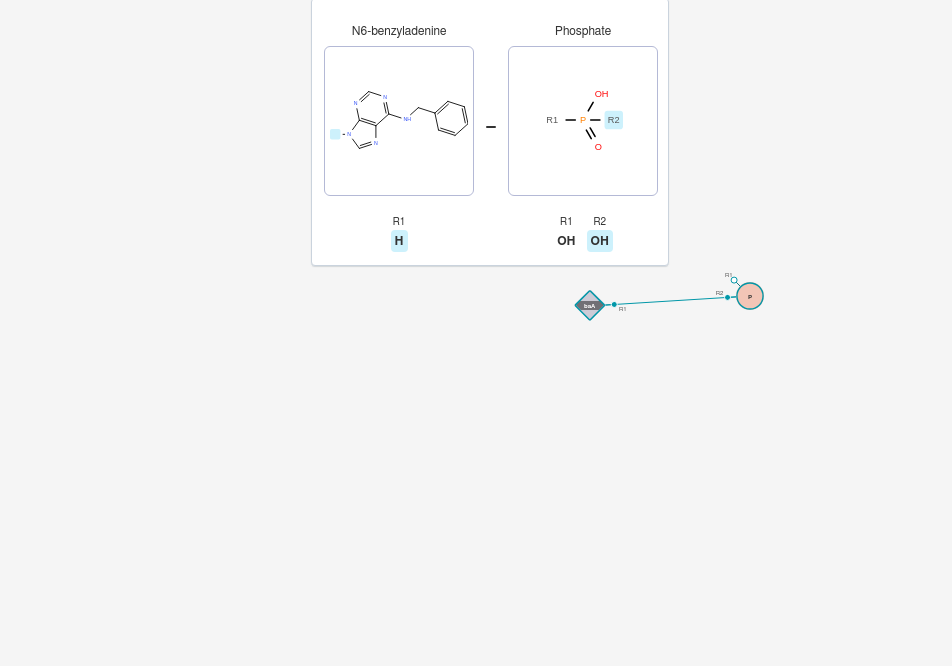 N6-benzyladenine Phosphate
OH
N N
NH
R1 P R2
N
N
O
R1 R1 R2
H OH OH
R1
R2
baA P
R1